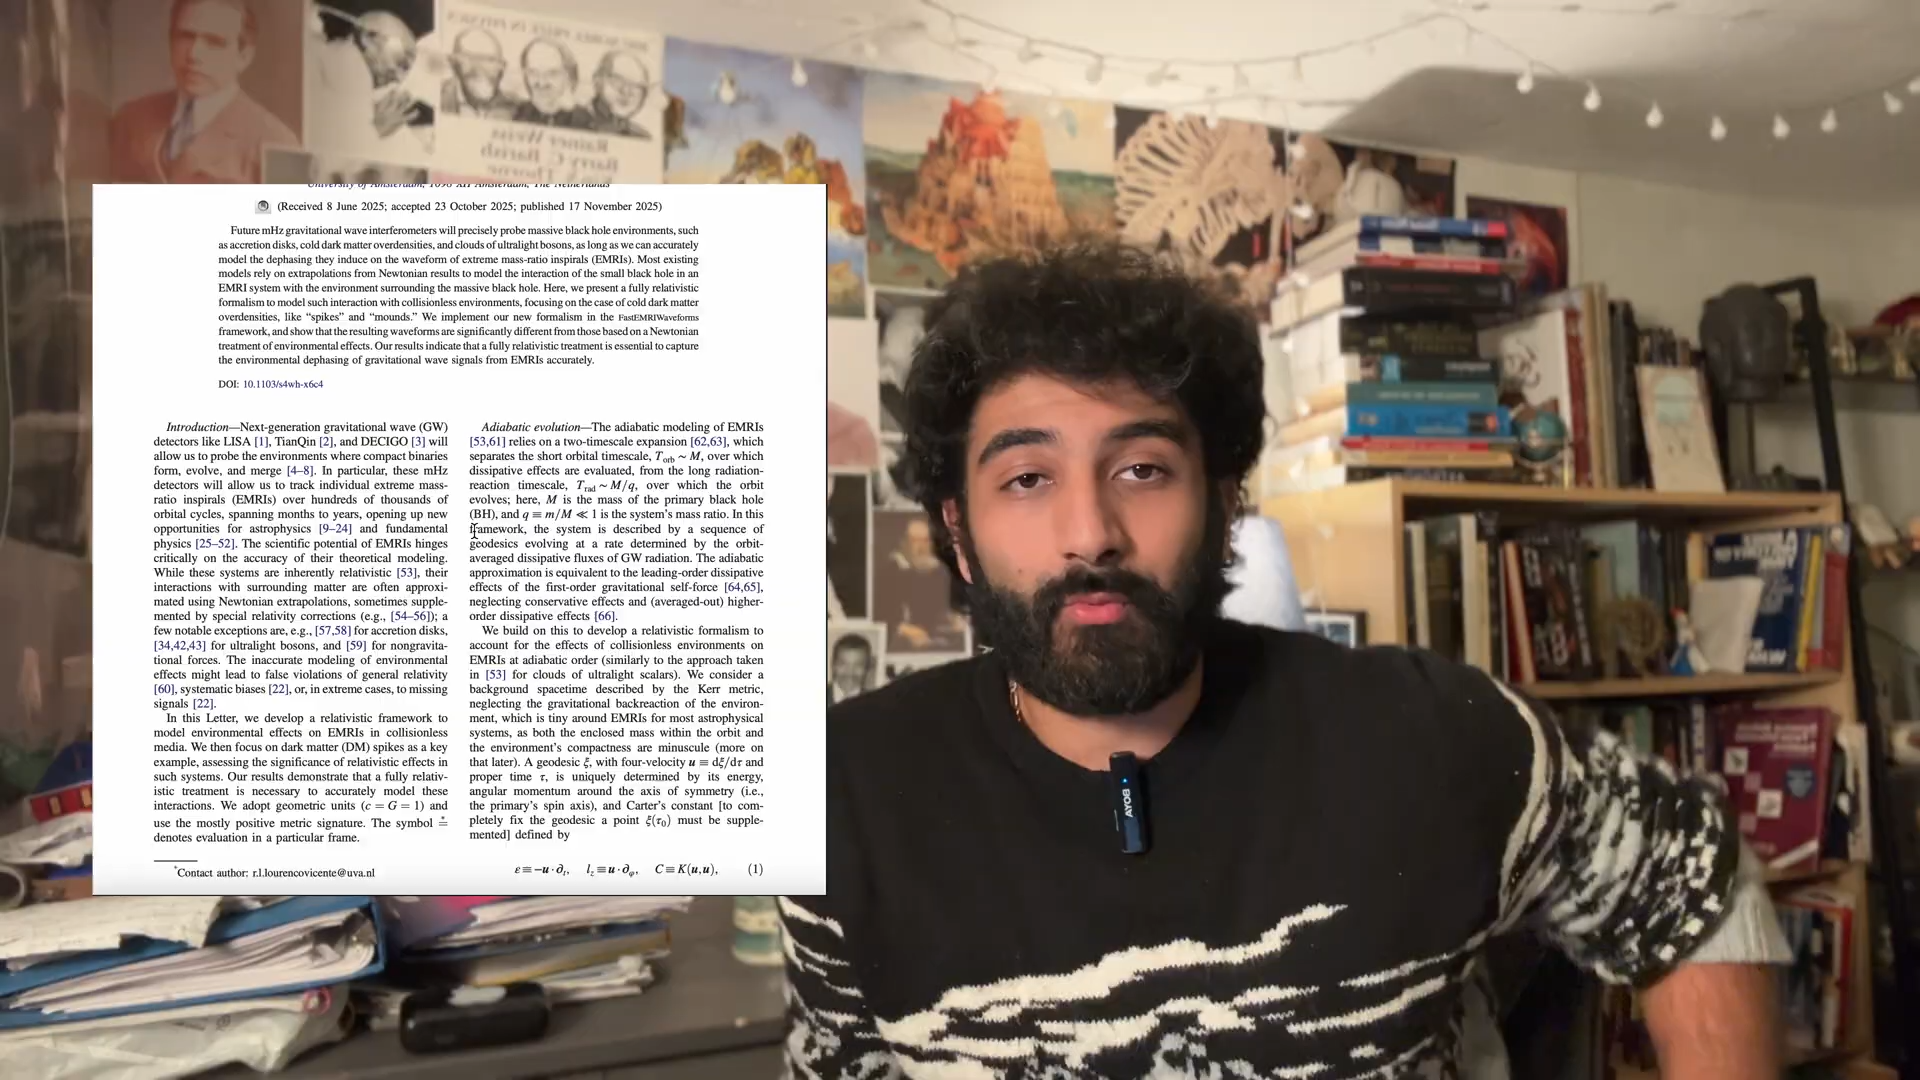 University of Amsterdam, 1098 XH Amsterdam, The Netherlands
(Received 8 June 2025; accepted 23 October 2025; published 17 November 2025)
Future mHz gravitational wave interferometers will precisely probe massive black hole environments, such
as accretion disks, cold dark matter overdensities, and clouds of ultralight bosons, as long as we can accurately
model the dephasing they induce on the waveform of extreme mass-ratio inspirals (EMRIs). Most existing
models rely on extrapolations from Newtonian results to model the interaction of the small black hole in an
EMRI system with the environment surrounding the massive black hole. Here, we present a fully relativistic
formalism to model such interaction with collisionless environments, focusing on the case of cold dark matter
overdensities, like “spikes” and “mounds.” We implement our new formalism in the FastEMRIWaveforms
framework, and show that the resulting waveforms are significantly different from those based on a Newtonian
treatment of environmental effects. Our results indicate that a fully relativistic treatment is essential to capture
the environmental dephasing of gravitational wave signals from EMRIs accurately.
DOI: 10.1103/s4wh-x6c4
Introduction—Next-generation gravitational wave (GW)
detectors like LISA [1], TianQin [2], and DECIGO [3] will
allow us to probe the environments where compact binaries
form, evolve, and merge [4–8]. In particular, these mHz
detectors will allow us to track individual extreme mass-
ratio inspirals (EMRIs) over hundreds of thousands of
orbital cycles, spanning months to years, opening up new
opportunities for astrophysics [9–24] and fundamental
physics [25–52]. The scientific potential of EMRIs hinges
critically on the accuracy of their theoretical modeling.
While these systems are inherently relativistic [53], their
interactions with surrounding matter are often approxi-
mated using Newtonian extrapolations, sometimes supple-
mented by special relativity corrections (e.g., [54–56]); a
few notable exceptions are, e.g., [57,58] for accretion disks,
[34,42,43] for ultralight bosons, and [59] for nongravita-
tional forces. The inaccurate modeling of environmental
effects might lead to false violations of general relativity
[60], systematic biases [22], or, in extreme cases, to missing
signals [22].
In this Letter, we develop a relativistic framework to
model environmental effects on EMRIs in collisionless
media. We then focus on dark matter (DM) spikes as a key
example, assessing the significance of relativistic effects in
such systems. Our results demonstrate that a fully relativ-
istic treatment is necessary to accurately model these
interactions. We adopt geometric units (c = G = 1) and
use the mostly positive metric signature. The symbol ≛
denotes evaluation in a particular frame.
*Contact author: r.l.lourencovicente@uva.nl
Adiabatic evolution—The adiabatic modeling of EMRIs
[53,61] relies on a two-timescale expansion [62,63], which
separates the short orbital timescale, T_orb ∼ M, over which
dissipative effects are evaluated, from the long radiation-
reaction timescale, T_rad ∼ M/q, over which the orbit
evolves; here, M is the mass of the primary black hole
(BH), and q ≡ m/M ≪ 1 is the system's mass ratio. In this
framework, the system is described by a sequence of
geodesics evolving at a rate determined by the orbit-
averaged dissipative fluxes of GW radiation. The adiabatic
approximation is equivalent to the leading-order dissipative
effects of the first-order gravitational self-force [64,65],
neglecting conservative effects and (averaged-out) higher-
order dissipative effects [66].
We build on this to develop a relativistic formalism to
account for the effects of collisionless environments on
EMRIs at adiabatic order (similarly to the approach taken
in [53] for clouds of ultralight scalars). We consider a
background spacetime described by the Kerr metric,
neglecting the gravitational backreaction of the environ-
ment, which is tiny around EMRIs for most astrophysical
systems, as both the enclosed mass within the orbit and
the environment's compactness are minuscule (more on
that later). A geodesic ξ, with four-velocity u ≡ dξ/dτ and
proper time τ, is uniquely determined by its energy,
angular momentum around the axis of symmetry (i.e.,
the primary's spin axis), and Carter's constant [to com-
pletely fix the geodesic a point ξ(τ₀) must be supple-
mented] defined by
ε ≡ −u · ∂_t, l_z ≡ u · ∂_φ, C ≡ K(u, u), (1)
Rainer Weiss
Barry C Barish
Thorne
BOYA